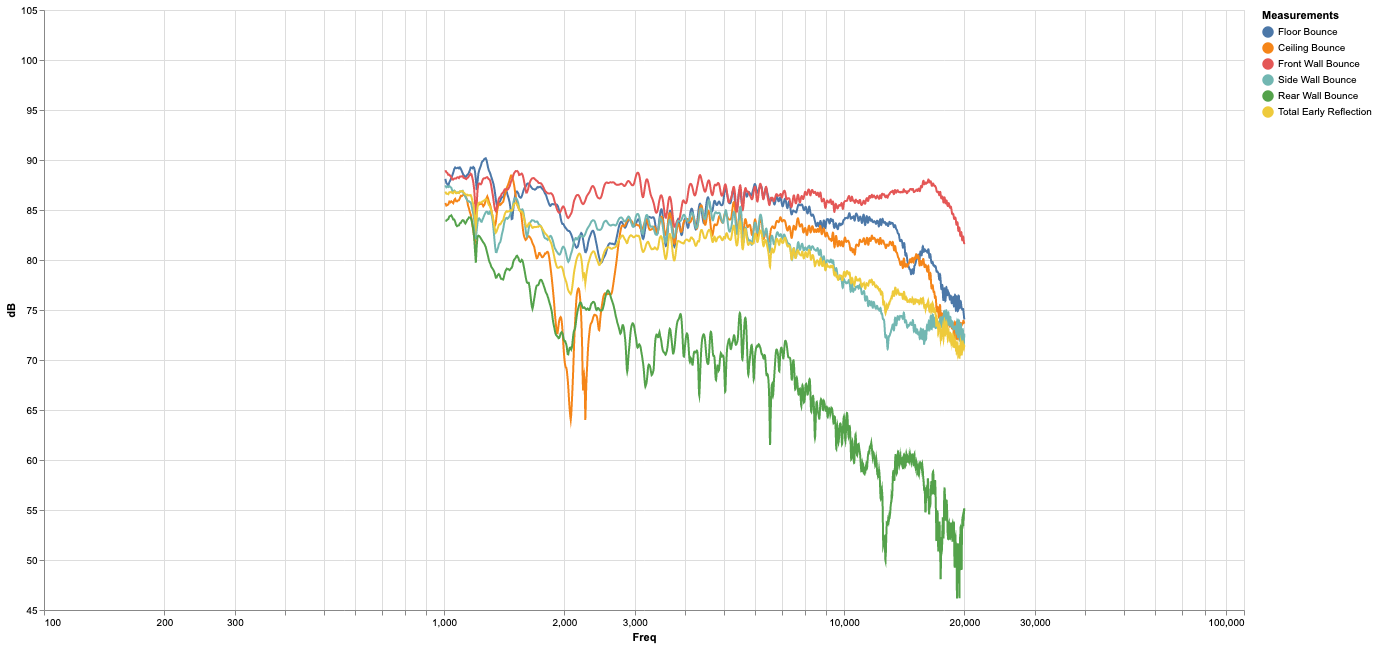 105
100
95
90
85
80
75
70
65
60
55
50
45
dB
100
200
300
1,000
2,000
3,000
10,000
20,000
30,000
100,000
Freq
Measurements
Floor Bounce
Ceiling Bounce
Front Wall Bounce
Side Wall Bounce
Rear Wall Bounce
Total Early Reflection